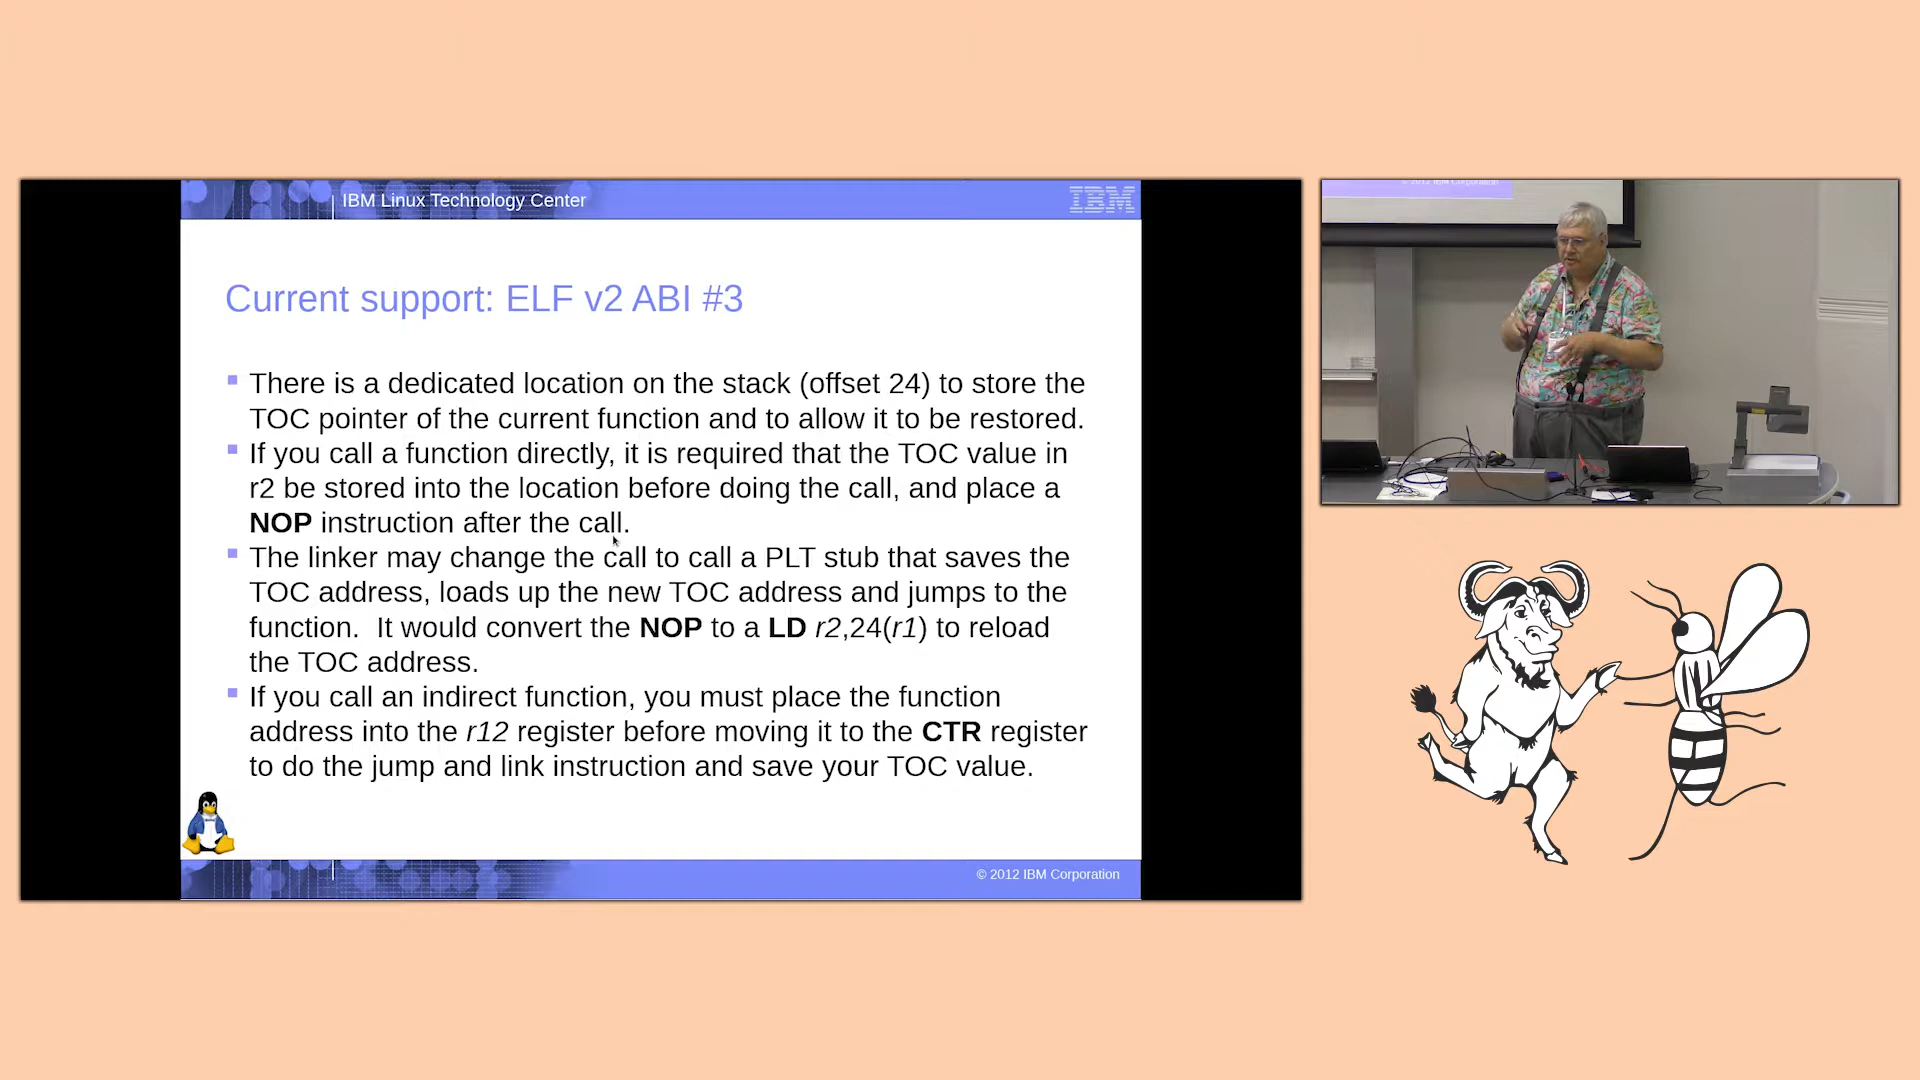 IBM Linux Technology Center
IBM
Current support: ELF v2 ABI #3
There is a dedicated location on the stack (offset 24) to store the
TOC pointer of the current function and to allow it to be restored.
If you call a function directly, it is required that the TOC value in
r2 be stored into the location before doing the call, and place a
NOP instruction after the call.
The linker may change the call to call a PLT stub that saves the
TOC address, loads up the new TOC address and jumps to the
function. It would convert the NOP to a LD r2,24(r1) to reload
the TOC address.
If you call an indirect function, you must place the function
address into the r12 register before moving it to the CTR register
to do the jump and link instruction and save your TOC value.
© 2012 IBM Corporation
© 2012 IBM Corporation